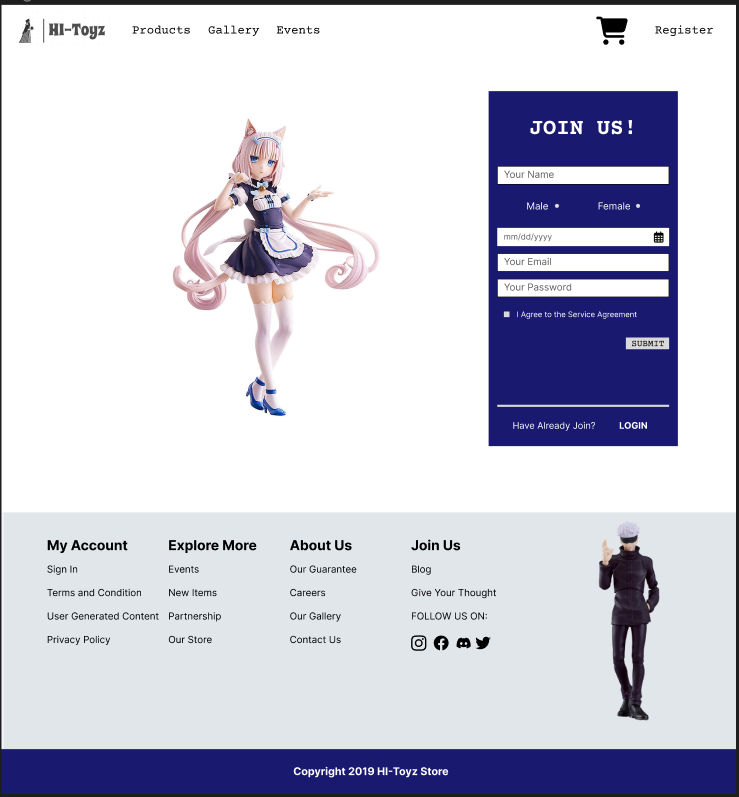 HI-Toyz Products Gallery Events Register
JOIN US!
Your Name
Male Female
mm/dd/yyyy
Your Email
Your Password
I Agree to the Service Agreement
SUBMIT
Have Already Join? LOGIN
My Account Explore More About Us Join Us
Sign In Events Our Guarantee Blog
Terms and Condition New Items Careers Give Your Thought
User Generated Content Partnership Our Gallery FOLLOW US ON:
Privacy Policy Our Store Contact Us
Copyright 2019 HI-Toyz Store